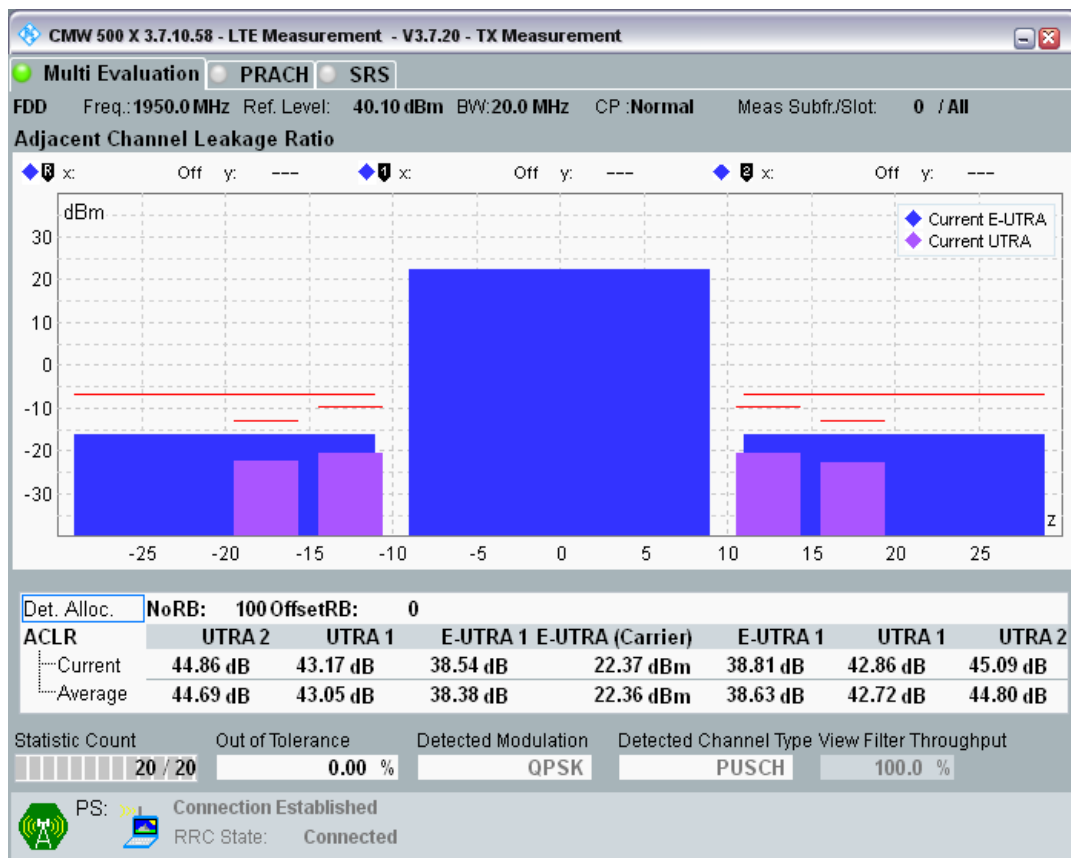 CMW 500 X 3.7.10.58 - LTE Measurement - V3.7.20 - TX Measurement
Multi Evaluation PRACH SRS
FDD Freq.:1950.0 MHz Ref. Level: 40.10 dBm BW:20.0 MHz CP :Normal Meas Subfr./Slot: 0 / All
Adjacent Channel Leakage Ratio
R x: Off y: --- 1 x: Off y: --- 2 x: Off y: ---
dBm
Current E-UTRA
Current UTRA
30
20
10
0
-10
-20
-30
z
-25 -20 -15 -10 -5 0 5 10 15 20 25
Det. Alloc. NoRB: 100 OffsetRB: 0
ACLR UTRA 2 UTRA 1 E-UTRA 1 E-UTRA (Carrier) E-UTRA 1 UTRA 1 UTRA 2
Current 44.86 dB 43.17 dB 38.54 dB 22.37 dBm 38.81 dB 42.86 dB 45.09 dB
Average 44.69 dB 43.05 dB 38.38 dB 22.36 dBm 38.63 dB 42.72 dB 44.80 dB
Statistic Count Out of Tolerance Detected Modulation Detected Channel Type View Filter Throughput
20 / 20 0.00 % QPSK PUSCH 100.0 %
PS: Connection Established
RRC State: Connected